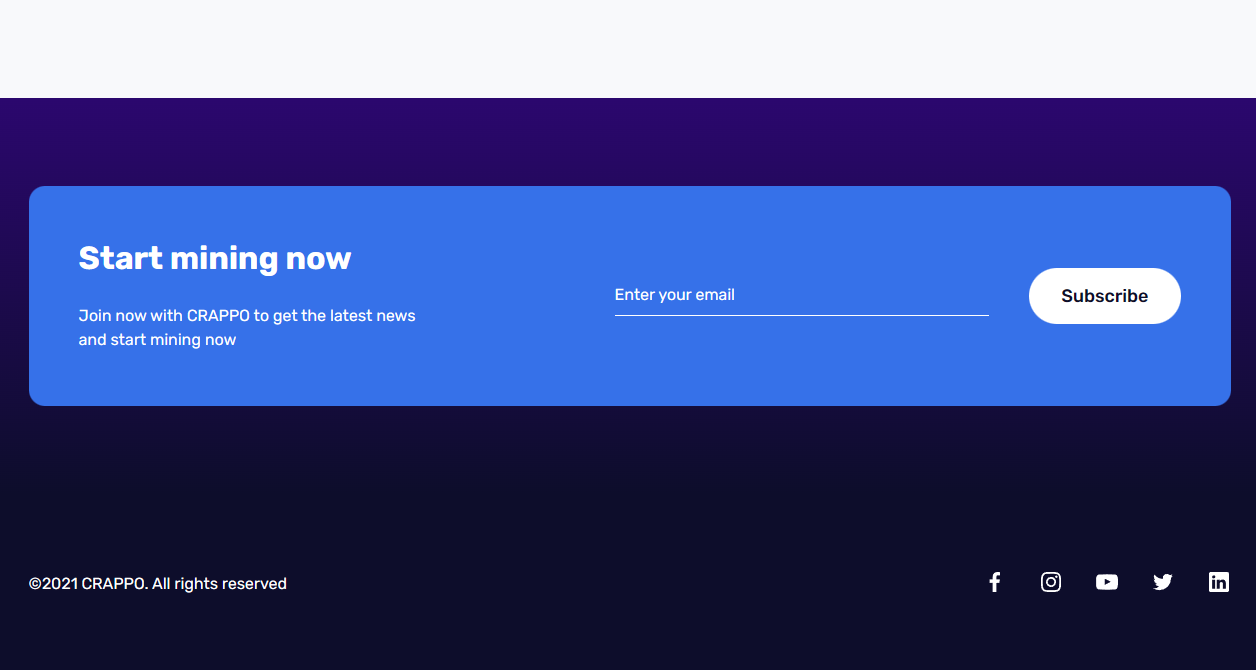 Start mining now
Join now with CRAPPO to get the latest news
and start mining now
Enter your email
Subscribe
©2021 CRAPPO. All rights reserved